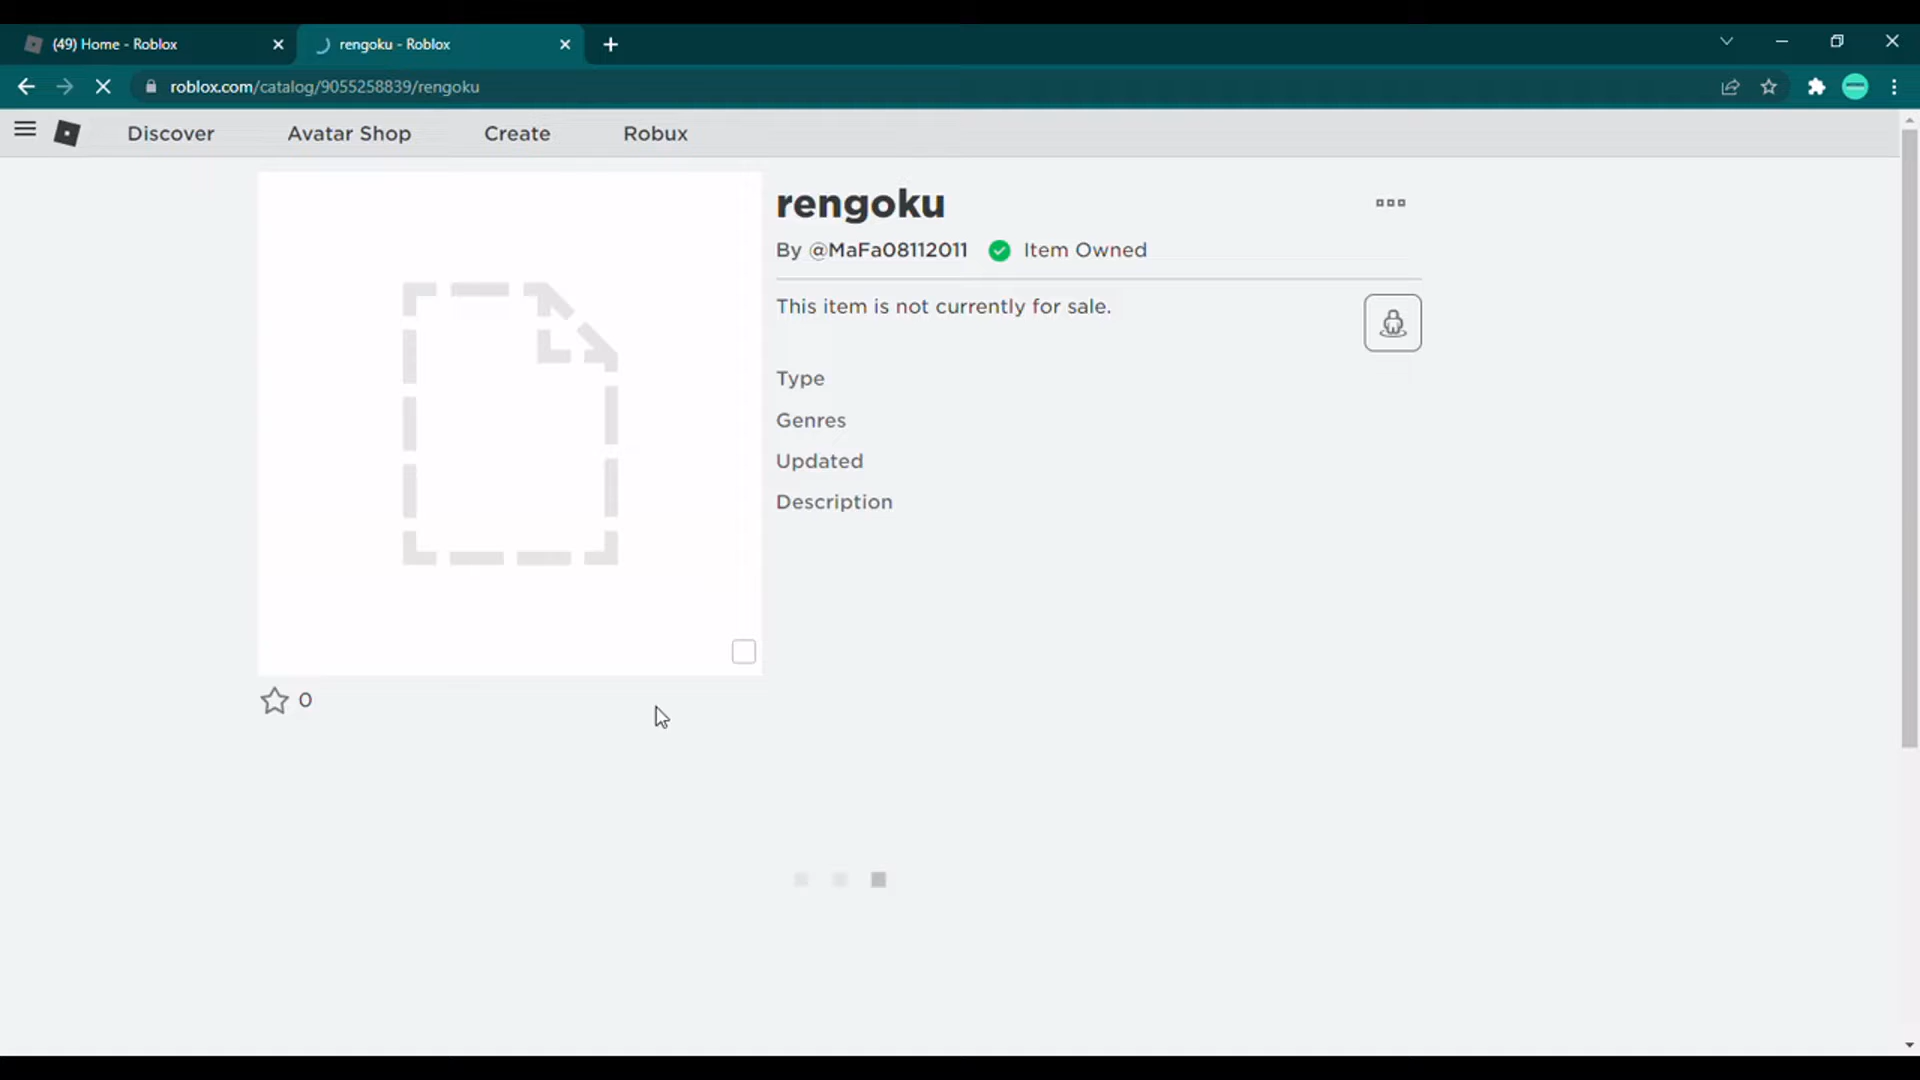 (49) Home - Roblox
rengoku - Roblox
roblox.com/catalog/9055258839/rengoku
Discover Avatar Shop Create Robux
rengoku
By @MaFa08112011 Item Owned
This item is not currently for sale.
Type
Genres
Updated
Description
0